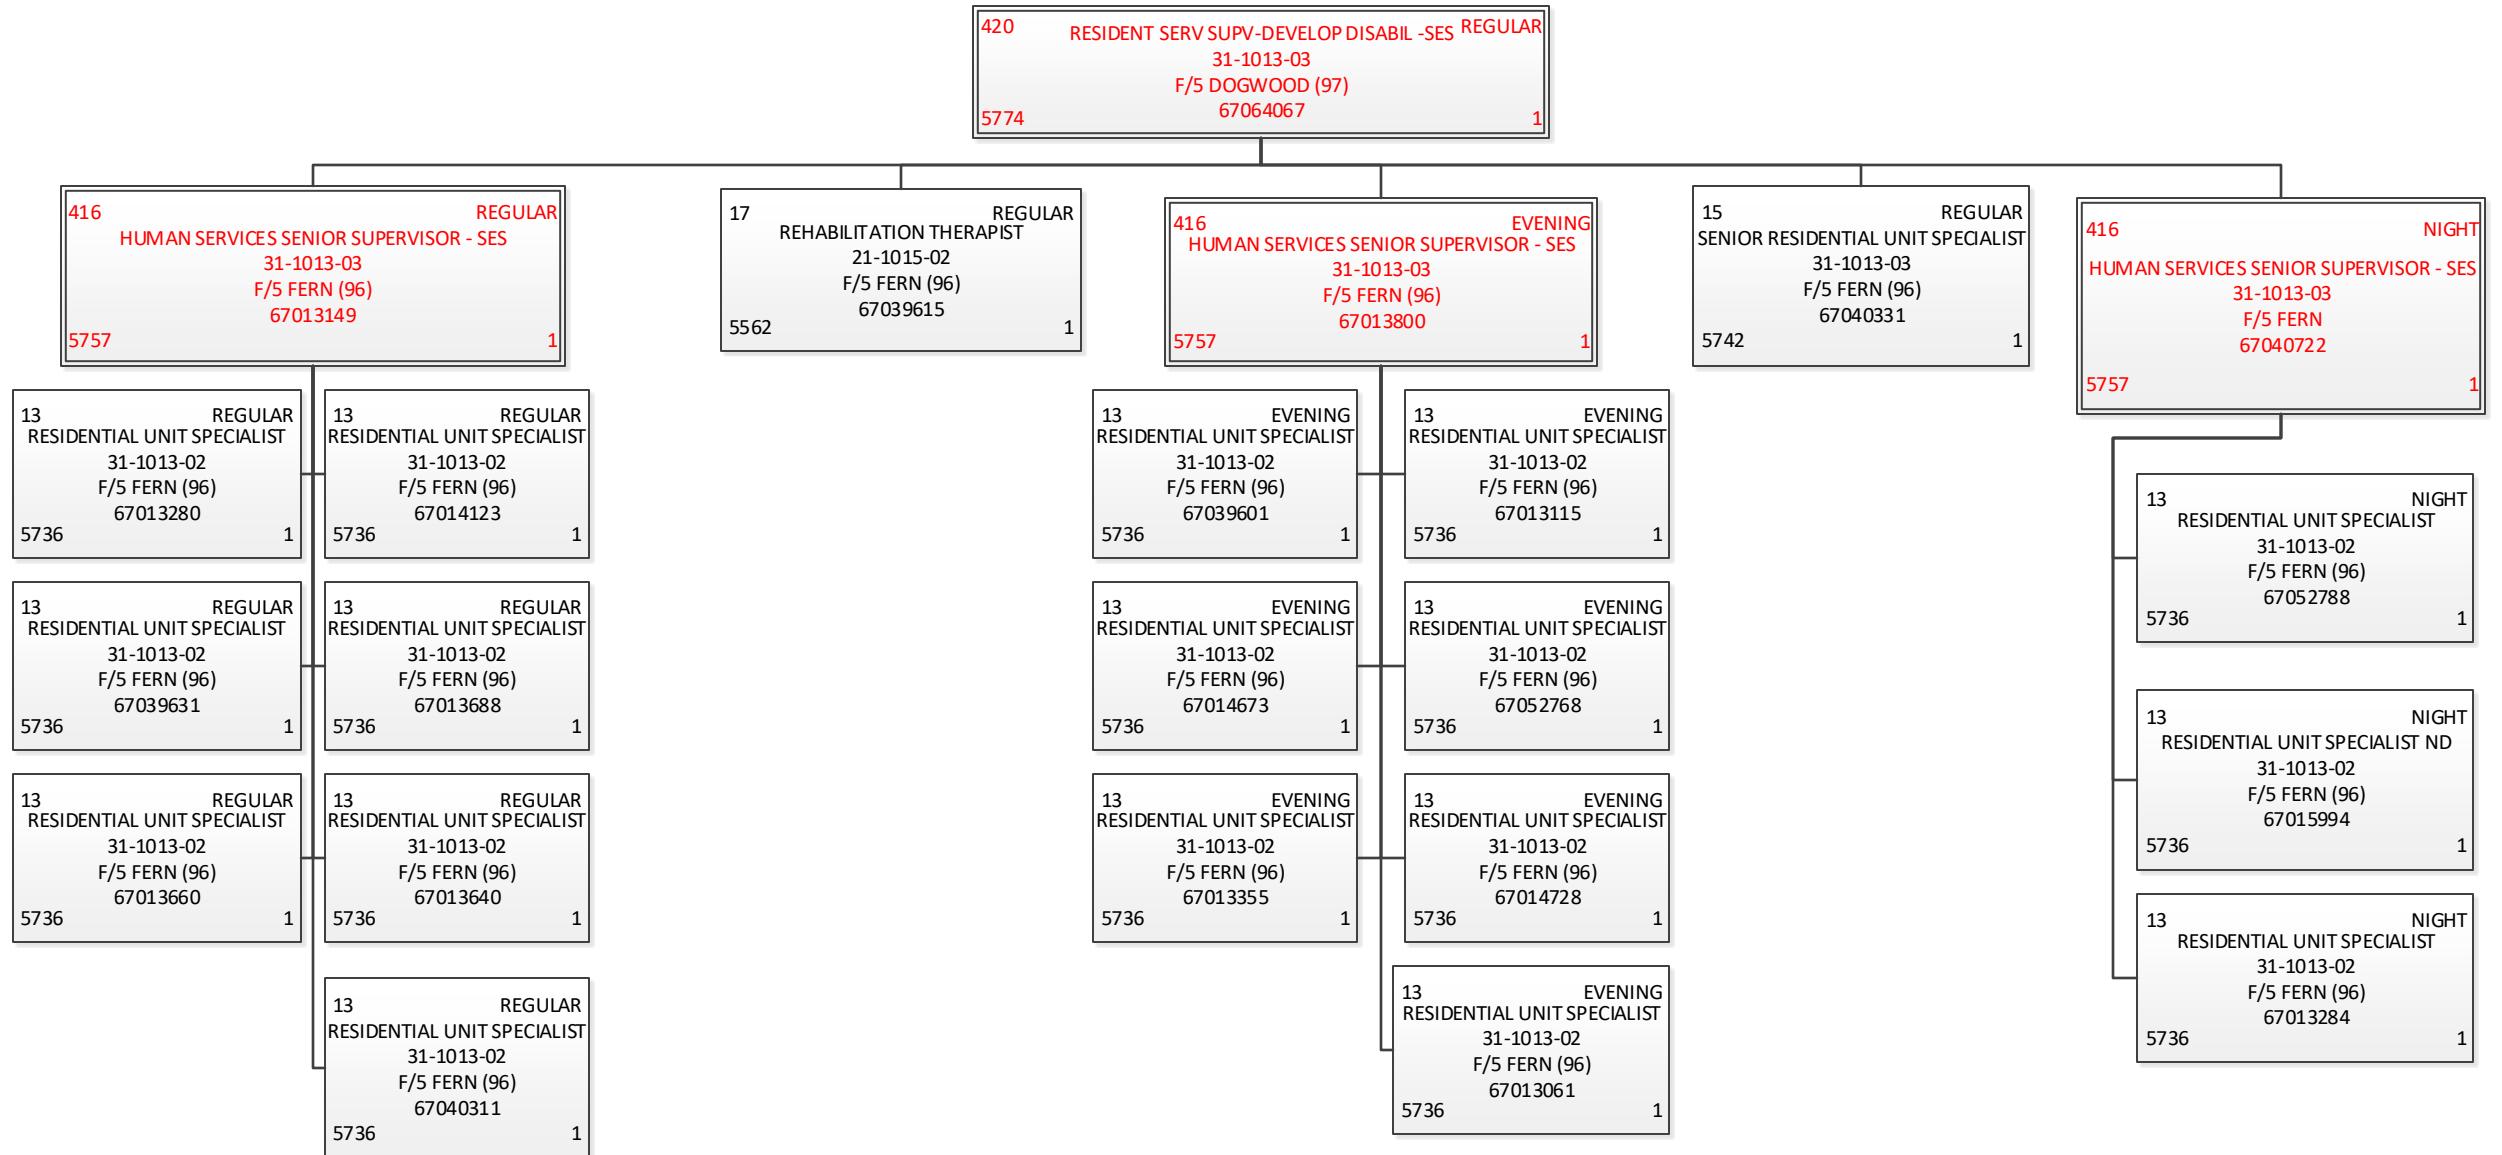 420 REGULAR
RESIDENT SERV SUPV-DEVELOP DISABIL -SES
31-1013-03
F/5 DOGWOOD (97)
67064067
5774 1
416 REGULAR
HUMAN SERVICES SENIOR SUPERVISOR - SES
31-1013-03
F/5 FERN (96)
67013149
5757 1
17 REGULAR
REHABILITATION THERAPIST
21-1015-02
F/5 FERN (96)
67039615
5562 1
416 EVENING
HUMAN SERVICES SENIOR SUPERVISOR - SES
31-1013-03
F/5 FERN (96)
67013800
5757 1
15 REGULAR
SENIOR RESIDENTIAL UNIT SPECIALIST
31-1013-03
F/5 FERN (96)
67040331
5742 1
416 NIGHT
HUMAN SERVICES SENIOR SUPERVISOR - SES
31-1013-03
F/5 FERN
67040722
5757 1
13 REGULAR
RESIDENTIAL UNIT SPECIALIST
31-1013-02
F/5 FERN (96)
67013280
5736 1
13 REGULAR
RESIDENTIAL UNIT SPECIALIST
31-1013-02
F/5 FERN (96)
67014123
5736 1
13 REGULAR
RESIDENTIAL UNIT SPECIALIST
31-1013-02
F/5 FERN (96)
67039631
5736 1
13 REGULAR
RESIDENTIAL UNIT SPECIALIST
31-1013-02
F/5 FERN (96)
67013688
5736 1
13 REGULAR
RESIDENTIAL UNIT SPECIALIST
31-1013-02
F/5 FERN (96)
67013660
5736 1
13 REGULAR
RESIDENTIAL UNIT SPECIALIST
31-1013-02
F/5 FERN (96)
67013640
5736 1
13 REGULAR
RESIDENTIAL UNIT SPECIALIST
31-1013-02
F/5 FERN (96)
67040311
5736 1
13 EVENING
RESIDENTIAL UNIT SPECIALIST
31-1013-02
F/5 FERN (96)
67039601
5736 1
13 EVENING
RESIDENTIAL UNIT SPECIALIST
31-1013-02
F/5 FERN (96)
67013115
5736 1
13 EVENING
RESIDENTIAL UNIT SPECIALIST
31-1013-02
F/5 FERN (96)
67014673
5736 1
13 EVENING
RESIDENTIAL UNIT SPECIALIST
31-1013-02
F/5 FERN (96)
67052768
5736 1
13 EVENING
RESIDENTIAL UNIT SPECIALIST
31-1013-02
F/5 FERN (96)
67013355
5736 1
13 EVENING
RESIDENTIAL UNIT SPECIALIST
31-1013-02
F/5 FERN (96)
67014728
5736 1
13 EVENING
RESIDENTIAL UNIT SPECIALIST
31-1013-02
F/5 FERN (96)
67013061
5736 1
13 NIGHT
RESIDENTIAL UNIT SPECIALIST
31-1013-02
F/5 FERN (96)
67052788
5736 1
13 NIGHT
RESIDENTIAL UNIT SPECIALIST ND
31-1013-02
F/5 FERN (96)
67015994
5736 1
13 NIGHT
RESIDENTIAL UNIT SPECIALIST
31-1013-02
F/5 FERN (96)
67013284
5736 1